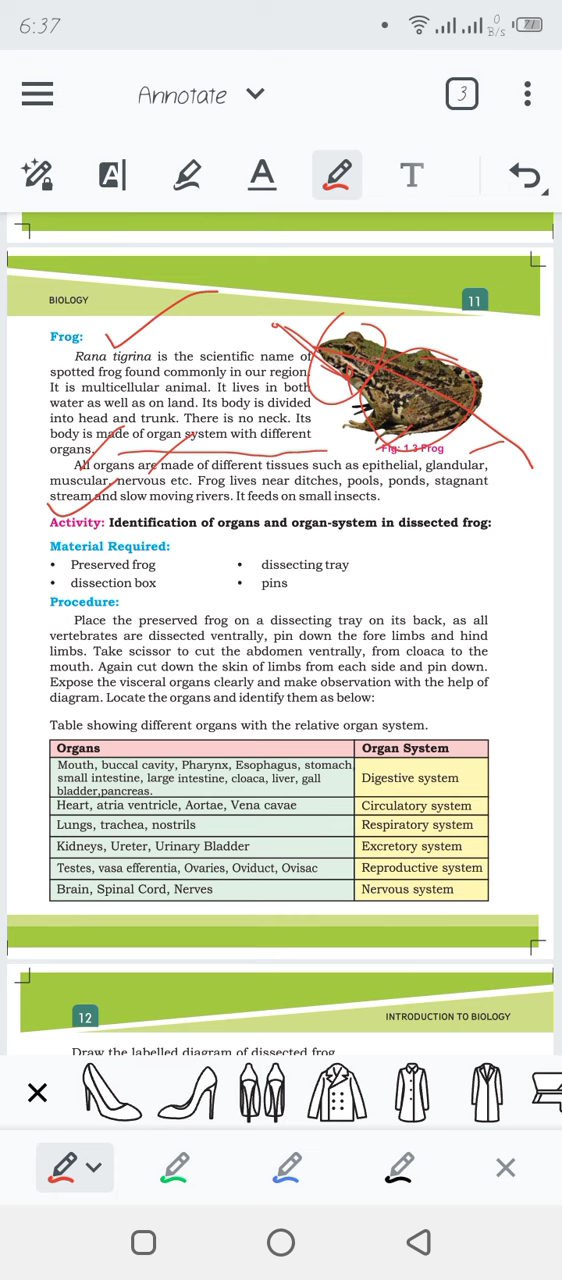 6:37
0
B/s
77
Annotate
3
A
A
T
BIOLOGY
11
Frog:
Rana tigrina is the scientific name of
spotted frog found commonly in our region.
It is multicellular animal. It lives in both
water as well as on land. Its body is divided
into head and trunk. There is no neck. Its
body is made of organ system with different
organs.
Fig: 1.3 Frog
All organs are made of different tissues such as epithelial, glandular,
muscular, nervous etc. Frog lives near ditches, pools, ponds, stagnant
stream and slow moving rivers. It feeds on small insects.
Activity: Identification of organs and organ-system in dissected frog:
Material Required:
• Preserved frog • dissecting tray
• dissection box • pins
Procedure:
Place the preserved frog on a dissecting tray on its back, as all
vertebrates are dissected ventrally, pin down the fore limbs and hind
limbs. Take scissor to cut the abdomen ventrally, from cloaca to the
mouth. Again cut down the skin of limbs from each side and pin down.
Expose the visceral organs clearly and make observation with the help of
diagram. Locate the organs and identify them as below:
Table showing different organs with the relative organ system.
Organs Organ System
Mouth, buccal cavity, Pharynx, Esophagus, stomach
small intestine, large intestine, cloaca, liver, gall
bladder,pancreas.
Digestive system
Heart, atria ventricle, Aortae, Vena cavae Circulatory system
Lungs, trachea, nostrils Respiratory system
Kidneys, Ureter, Urinary Bladder Excretory system
Testes, vasa efferentia, Ovaries, Oviduct, Ovisac Reproductive system
Brain, Spinal Cord, Nerves Nervous system
12
INTRODUCTION TO BIOLOGY
Draw the labelled diagram of dissected frog